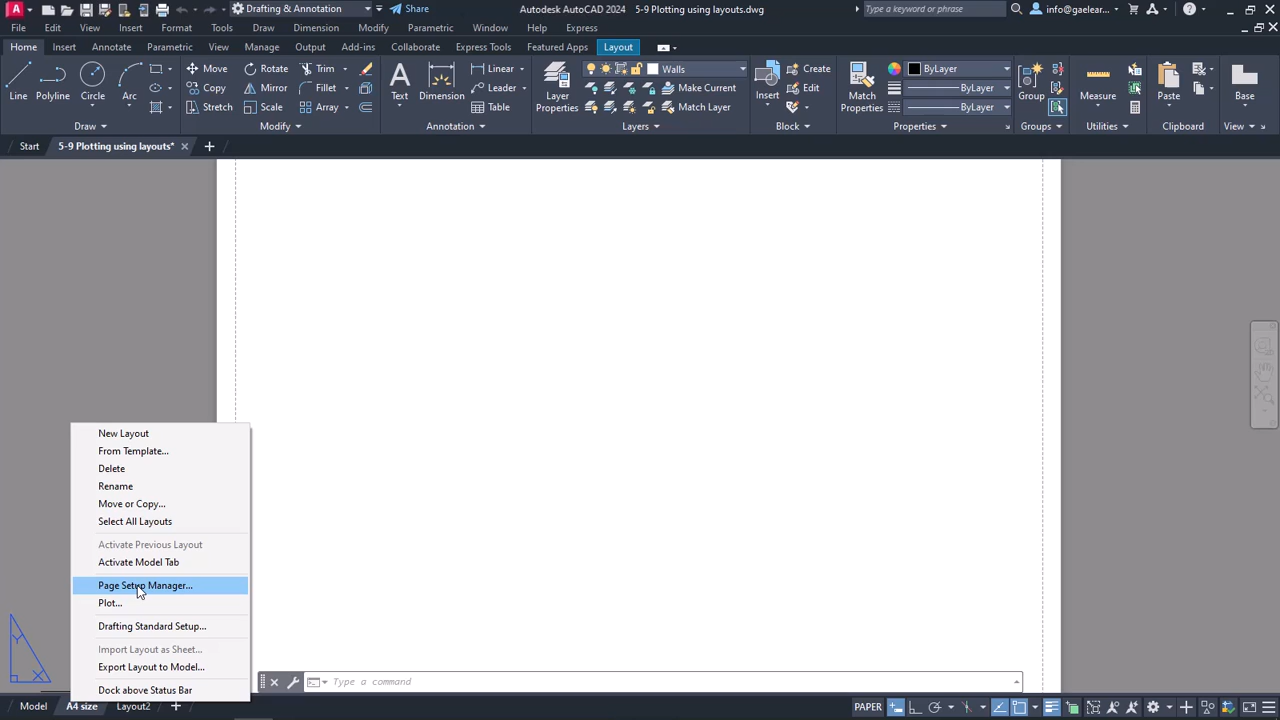 Drafting & Annotation
Share
Autodesk AutoCAD 2024 5-9 Plotting using layouts.dwg
Type a keyword or phrase
info@gaelear...
File Edit View Insert Format Tools Draw Dimension Modify Parametric Window Help Express
Home Insert Annotate Parametric View Manage Output Add-ins Collaborate Express Tools Featured Apps Layout
Line Polyline Circle Arc
Move Rotate Trim
Copy Mirror Fillet
Stretch Scale Array
Text Dimension
Linear
Leader
Table
Layer Properties
Walls
Make Current
Match Layer
Insert
Create
Edit
Match Properties
ByLayer
ByLayer
ByLayer
Group
Measure
Paste
Base
Draw Modify Annotation Layers Block Properties Groups Utilities Clipboard View
Start 5-9 Plotting using layouts*
New Layout
From Template...
Delete
Rename
Move or Copy...
Select All Layouts
Activate Previous Layout
Activate Model Tab
Page Setup Manager...
Plot...
Drafting Standard Setup...
Import Layout as Sheet...
Export Layout to Model...
Dock above Status Bar
Y
X
Type a command
Model A4 size Layout2 +
PAPER